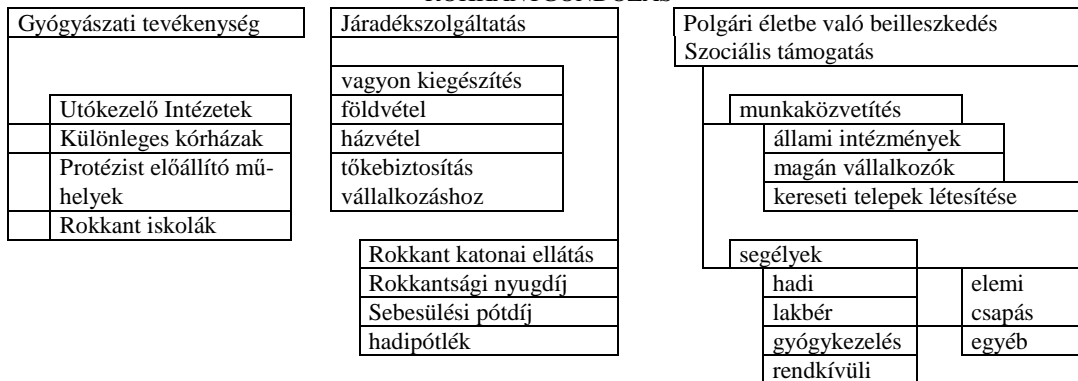 Gyógyászati tevékenység
Utókezelő Intézetek
Különleges kórházak
Protézist előállító mű-
helyek
Rokkant iskolák
Járadékszolgáltatás
vagyon kiegészítés
földvétel
házvétel
tőkebiztosítás
vállalkozáshoz
Rokkant katonai ellátás
Rokkantsági nyugdíj
Sebesülési pótdíj
hadipótlék
Polgári életbe való beilleszkedés
Szociális támogatás
munkaközvetítés
állami intézmények
magán vállalkozók
kereseti telepek létesítése
segélyek
hadi
lakbér
gyógykezelés
rendkívüli
elemi
csapás
egyéb